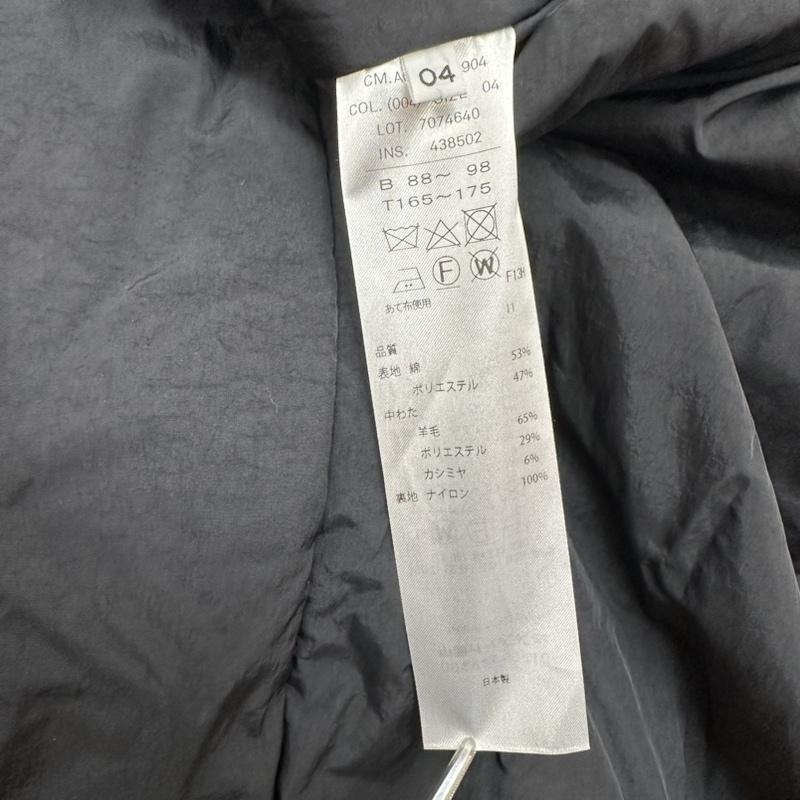 CM.A 904
04
COL. (004) SIZE 04
LOT. 7074640
INS. 438502
B 88〜 98
T165〜175
F W
F13H
あて布使用
品質
表地 綿 53%
ポリエステル 47%
中わた
羊毛 65%
ポリエステル 29%
カシミヤ 6%
裏地 ナイロン 100%
日本製